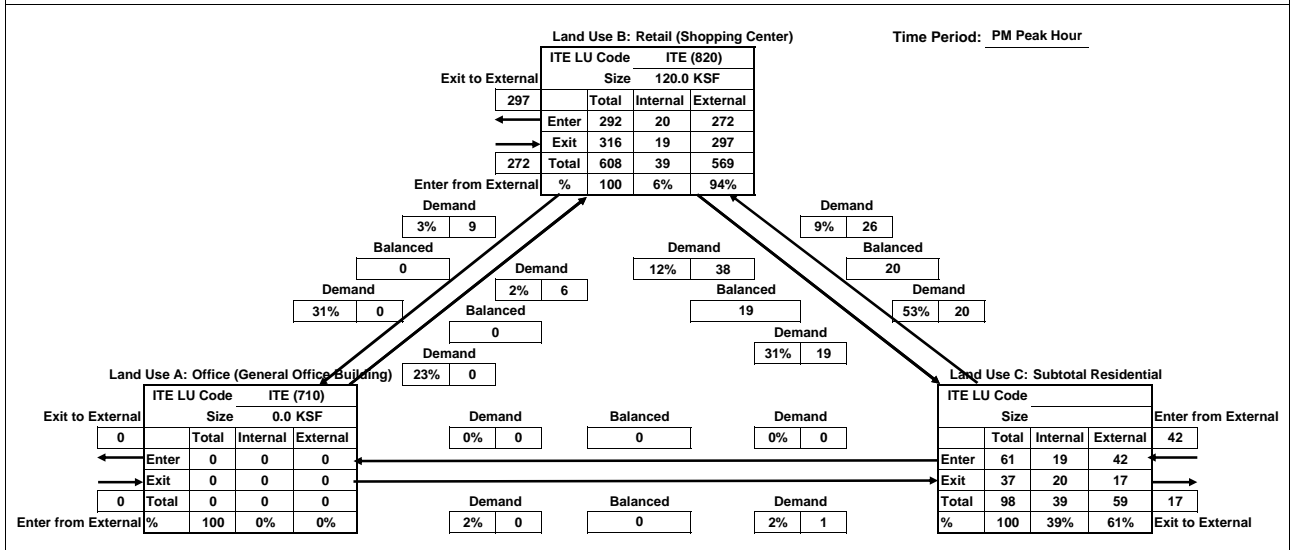 Land Use B: Retail (Shopping Center)
Time Period: PM Peak Hour
ITE LU Code ITE (820)
Exit to External Size 120.0 KSF
297 Total Internal External
Enter 292 20 272
Exit 316 19 297
272 Total 608 39 569
Enter from External % 100 6% 94%
Demand
3% 9
Balanced
0
Demand
31% 0
Demand
2% 6
Balanced
0
Demand
23% 0
Demand
12% 38
Balanced
19
Demand
31% 19
Demand
9% 26
Balanced
20
Demand
53% 20
Land Use A: Office (General Office Building)
ITE LU Code ITE (710)
Exit to External Size 0.0 KSF
0 Total Internal External
Enter 0 0 0
Exit 0 0 0
0 Total 0 0 0
Enter from External % 100 0% 0%
Demand Balanced Demand
0% 0 0 0% 0
Demand Balanced Demand
2% 0 0 2% 1
Land Use C: Subtotal Residential
ITE LU Code
Size Enter from External
Total Internal External 42
Enter 61 19 42
Exit 37 20 17
Total 98 39 59 17
% 100 39% 61% Exit to External